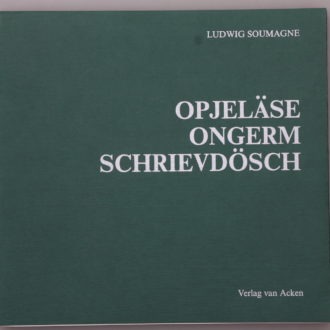 LUDWIG SOUMAGNE
OPJELÄSE
ONGERM
SCHRIEVDÖSCH
Verlag van Acken